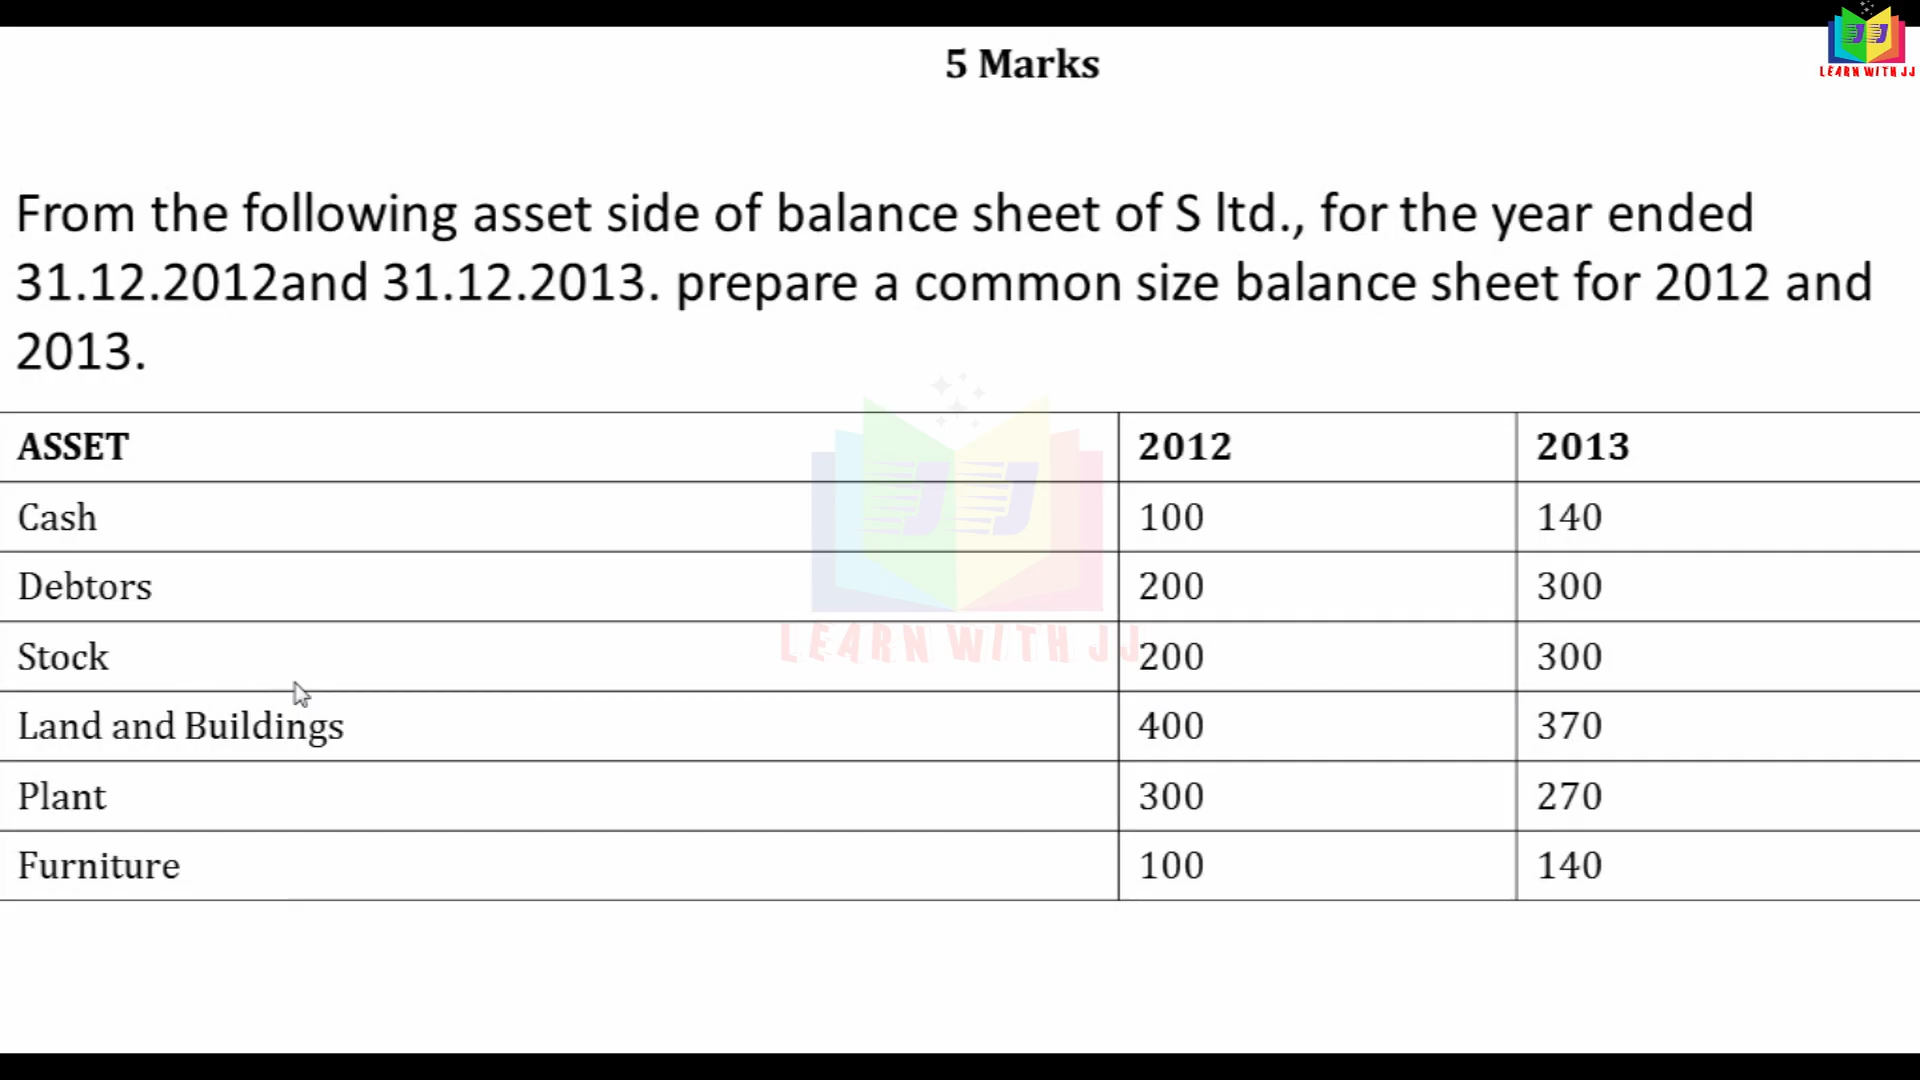 5 Marks
JJ
LEARN WITH JJ
From the following asset side of balance sheet of S ltd., for the year ended
31.12.2012and 31.12.2013. prepare a common size balance sheet for 2012 and
2013.
ASSET 2012 2013
Cash 100 140
JJ
Debtors 200 300
LEARN WITH JJ
Stock 200 300
Land and Buildings 400 370
Plant 300 270
Furniture 100 140